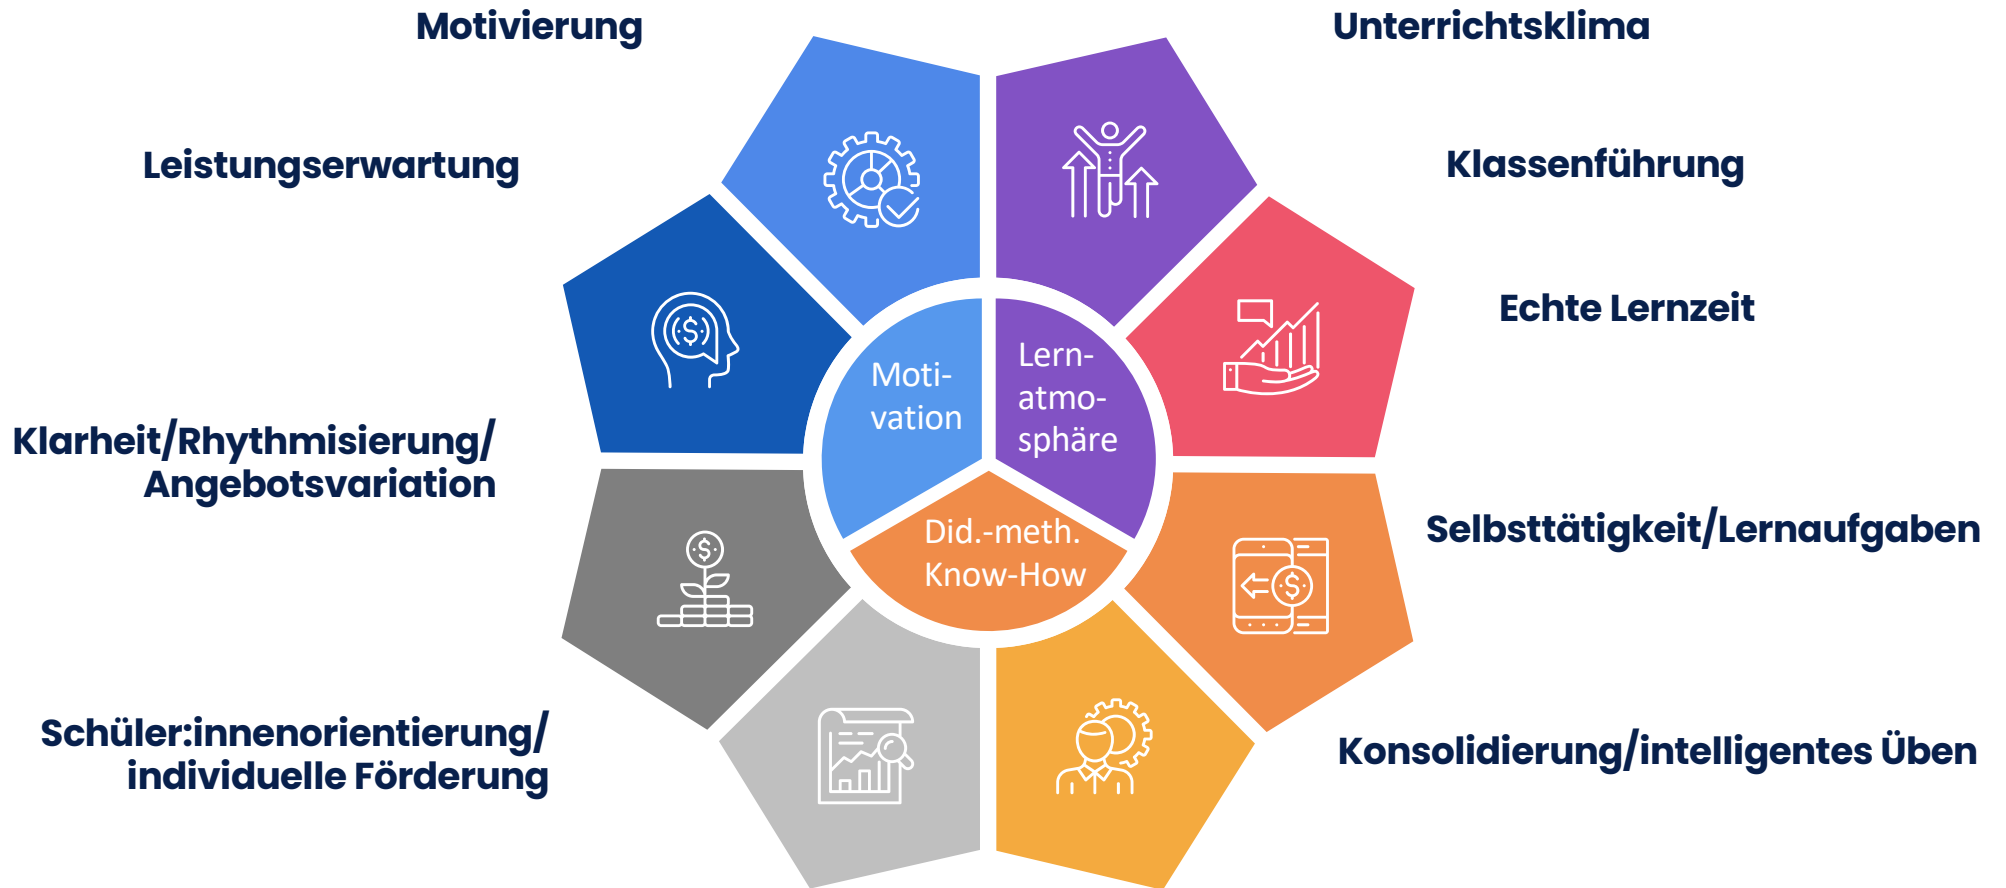 Motivierung
Unterrichtsklima
Leistungserwartung
Klassenführung
Echte Lernzeit
Moti-
vation
Lern-
atmo-
sphäre
Klarheit/Rhythmisierung/
Angebotsvariation
Did.-meth.
Know-How
Selbsttätigkeit/Lernaufgaben
Schüler:innenorientierung/
individuelle Förderung
Konsolidierung/intelligentes Üben